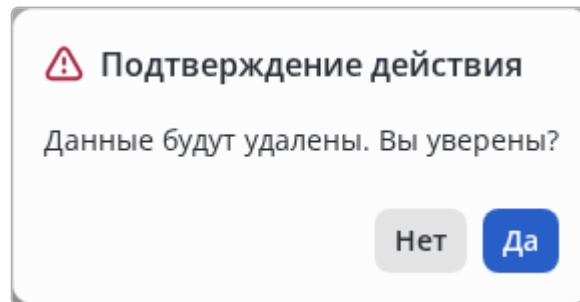 Подтверждение действия
Данные будут удалены. Вы уверены?
Нет
Да